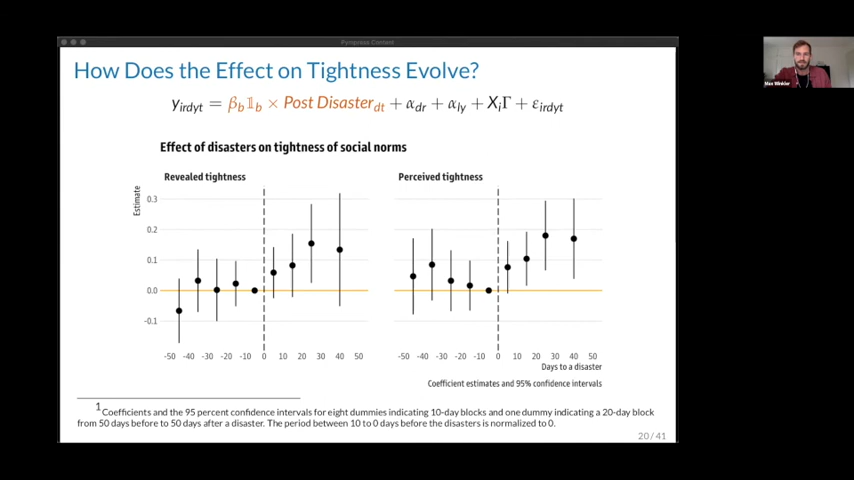 Pympress Content
How Does the Effect on Tightness Evolve?
y_irdyt = β_b 𝟙_b × Post Disaster_dt + α_dr + α_ly + X_iΓ + ε_irdyt
Effect of disasters on tightness of social norms
Revealed tightness
Perceived tightness
Estimate
0.3
0.2
0.1
0.0
-0.1
-50 -40 -30 -20 -10 0 10 20 30 40 50
-50 -40 -30 -20 -10 0 10 20 30 40 50
Days to a disaster
Coefficient estimates and 95% confidence intervals
1 Coefficients and the 95 percent confidence intervals for eight dummies indicating 10-day blocks and one dummy indicating a 20-day block
from 50 days before to 50 days after a disaster. The period between 10 to 0 days before the disasters is normalized to 0.
20 / 41
Max Winkler